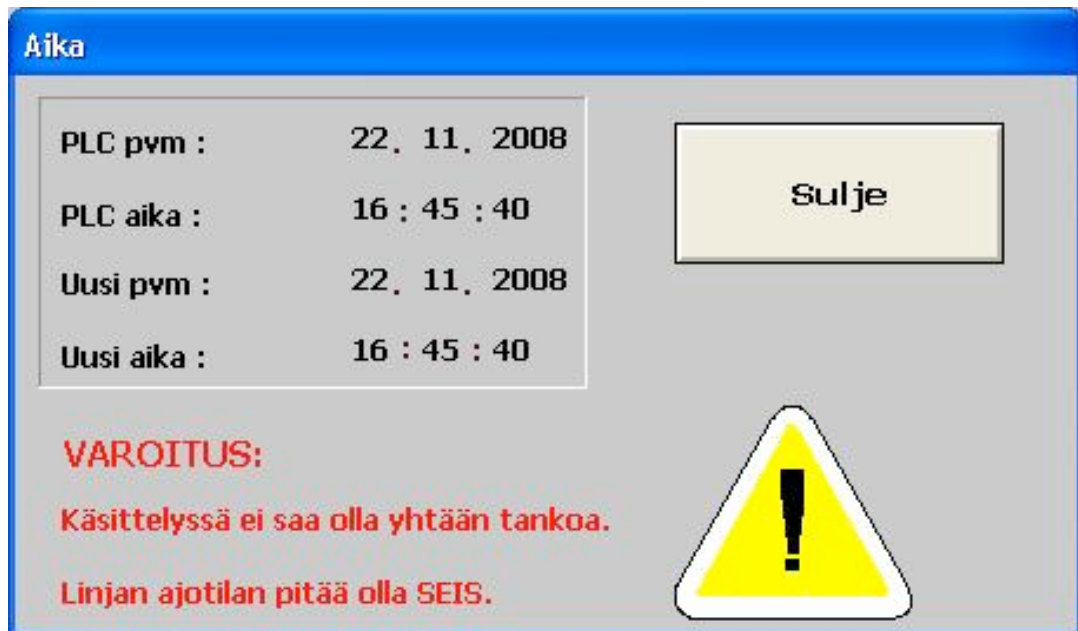 Aika
PLC pvm : 22. 11. 2008
PLC aika : 16 : 45 : 40
Sulje
Uusi pvm : 22. 11. 2008
Uusi aika : 16 : 45 : 40
VAROITUS:
Käsittelyssä ei saa olla yhtään tankoa.
Linjan ajotilan pitää olla SEIS.